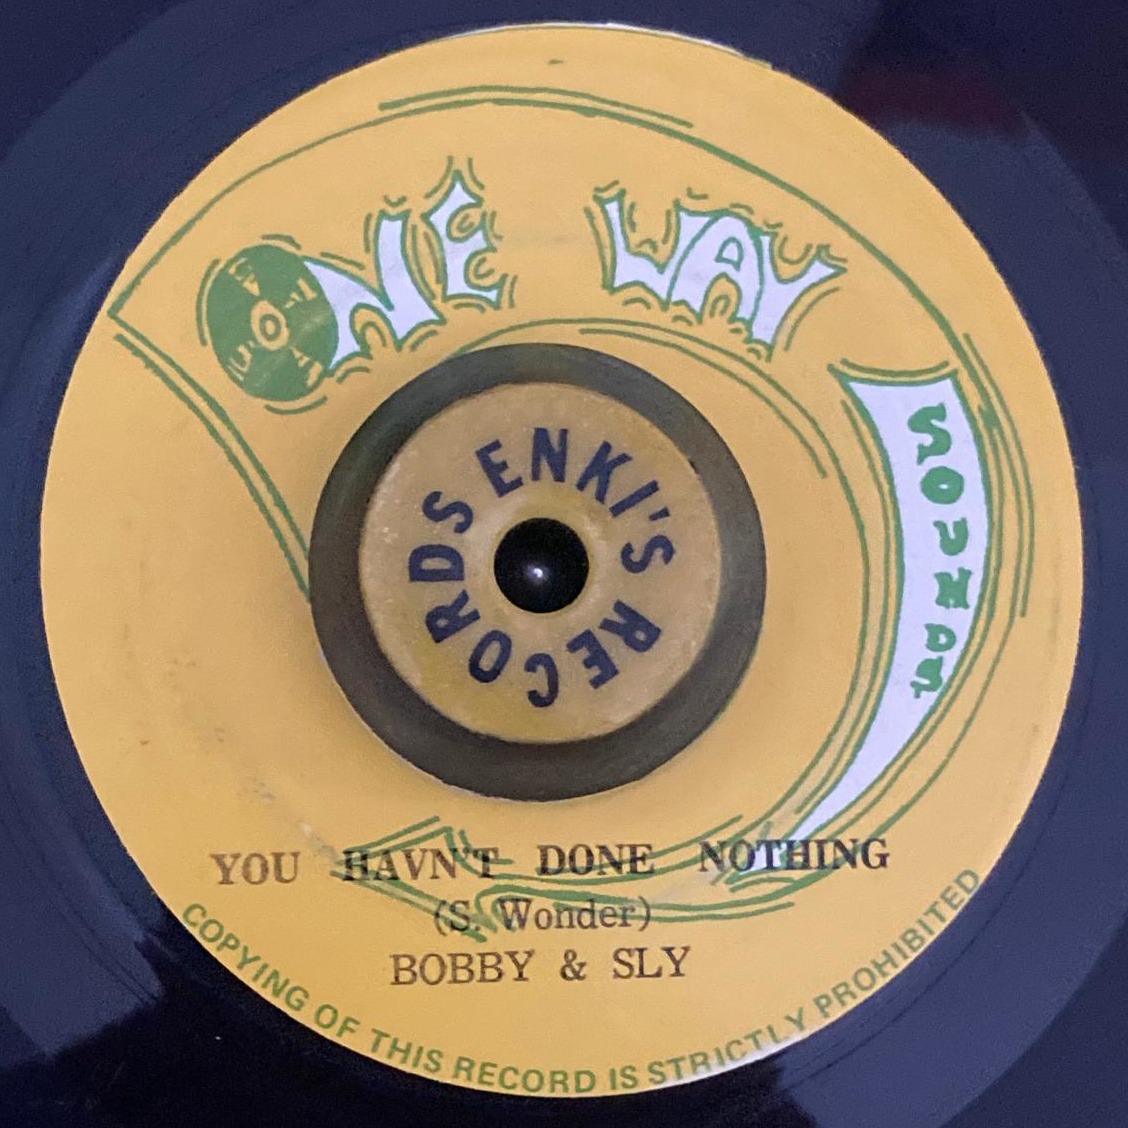 ONE WAY
SOUNDS
ENKI'S RECORDS
YOU HAVN'T DONE NOTHING
(S. Wonder)
BOBBY & SLY
COPYING OF THIS RECORD IS STRICTLY PROHIBITED